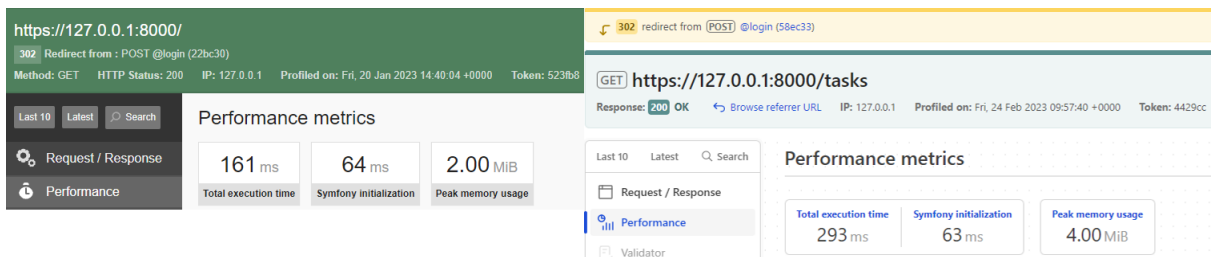 https://127.0.0.1:8000/
302 Redirect from : POST @login (22bc30)
Method: GET HTTP Status: 200 IP: 127.0.0.1 Profiled on: Fri, 20 Jan 2023 14:40:04 +0000 Token: 523fb8
Last 10 Latest Search
Request / Response
Performance
Performance metrics
161 ms
Total execution time
64 ms
Symfony initialization
2.00 MiB
Peak memory usage
302 redirect from POST @login (58ec33)
GET https://127.0.0.1:8000/tasks
Response: 200 OK Browse referrer URL IP: 127.0.0.1 Profiled on: Fri, 24 Feb 2023 09:57:40 +0000 Token: 4429cc
Last 10 Latest Search
Request / Response
Performance
Validator
Performance metrics
Total execution time
293 ms
Symfony initialization
63 ms
Peak memory usage
4.00 MiB